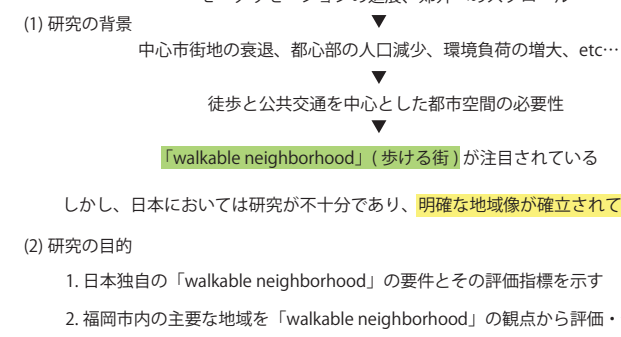 (1) 研究の背景
▼
中心市街地の衰退、都心部の人口減少、環境負荷の増大、etc…
▼
徒歩と公共交通を中心とした都市空間の必要性
▼
「walkable neighborhood」( 歩ける街 ) が注目されている
しかし、日本においては研究が不十分であり、明確な地域像が確立されて
(2) 研究の目的
1. 日本独自の「walkable neighborhood」の要件とその評価指標を示す
2. 福岡市内の主要な地域を「walkable neighborhood」の観点から評価・